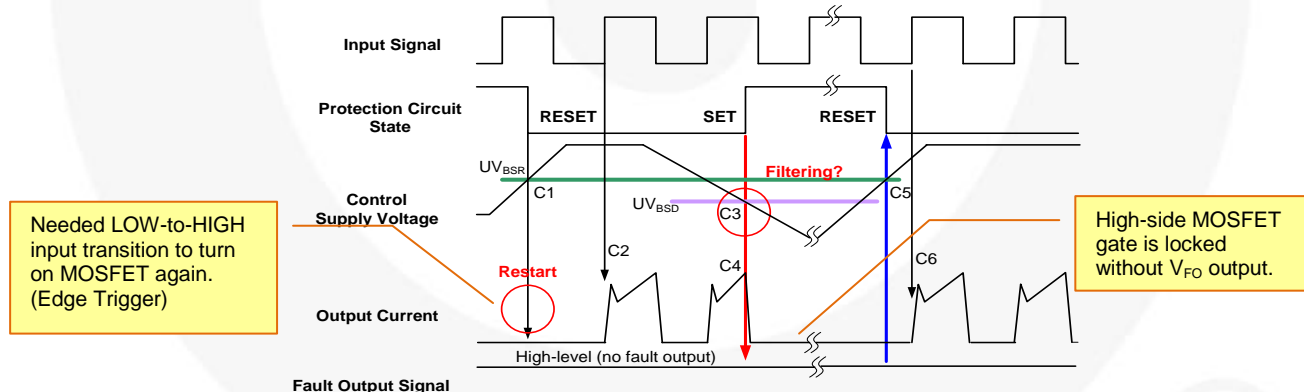 Input Signal
Protection Circuit
State
RESET
SET
RESET
UVBSR
Filtering?
C1
C5
Control
Supply Voltage
UVBSD
C3
Needed LOW-to-HIGH
input transition to turn
on MOSFET again.
(Edge Trigger)
High-side MOSFET
gate is locked
without VFO output.
C2
C4
C6
Restart
Output Current
High-level (no fault output)
Fault Output Signal